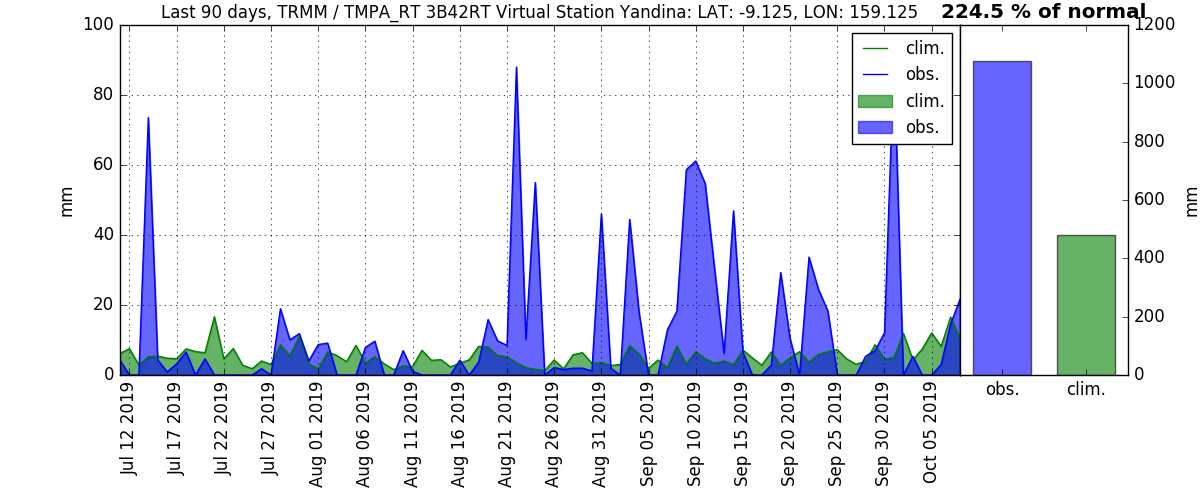 Last 90 days, TRMM / TMPA_RT 3B42RT Virtual Station Yandina: LAT: -9.125, LON: 159.125
224.5 % of normal
100
80
60
40
20
0
mm
clim.
obs.
clim.
obs.
1200
1000
800
600
400
200
0
mm
Jul 12 2019
Jul 17 2019
Jul 22 2019
Jul 27 2019
Aug 01 2019
Aug 06 2019
Aug 11 2019
Aug 16 2019
Aug 21 2019
Aug 26 2019
Aug 31 2019
Sep 05 2019
Sep 10 2019
Sep 15 2019
Sep 20 2019
Sep 25 2019
Sep 30 2019
Oct 05 2019
obs.
clim.